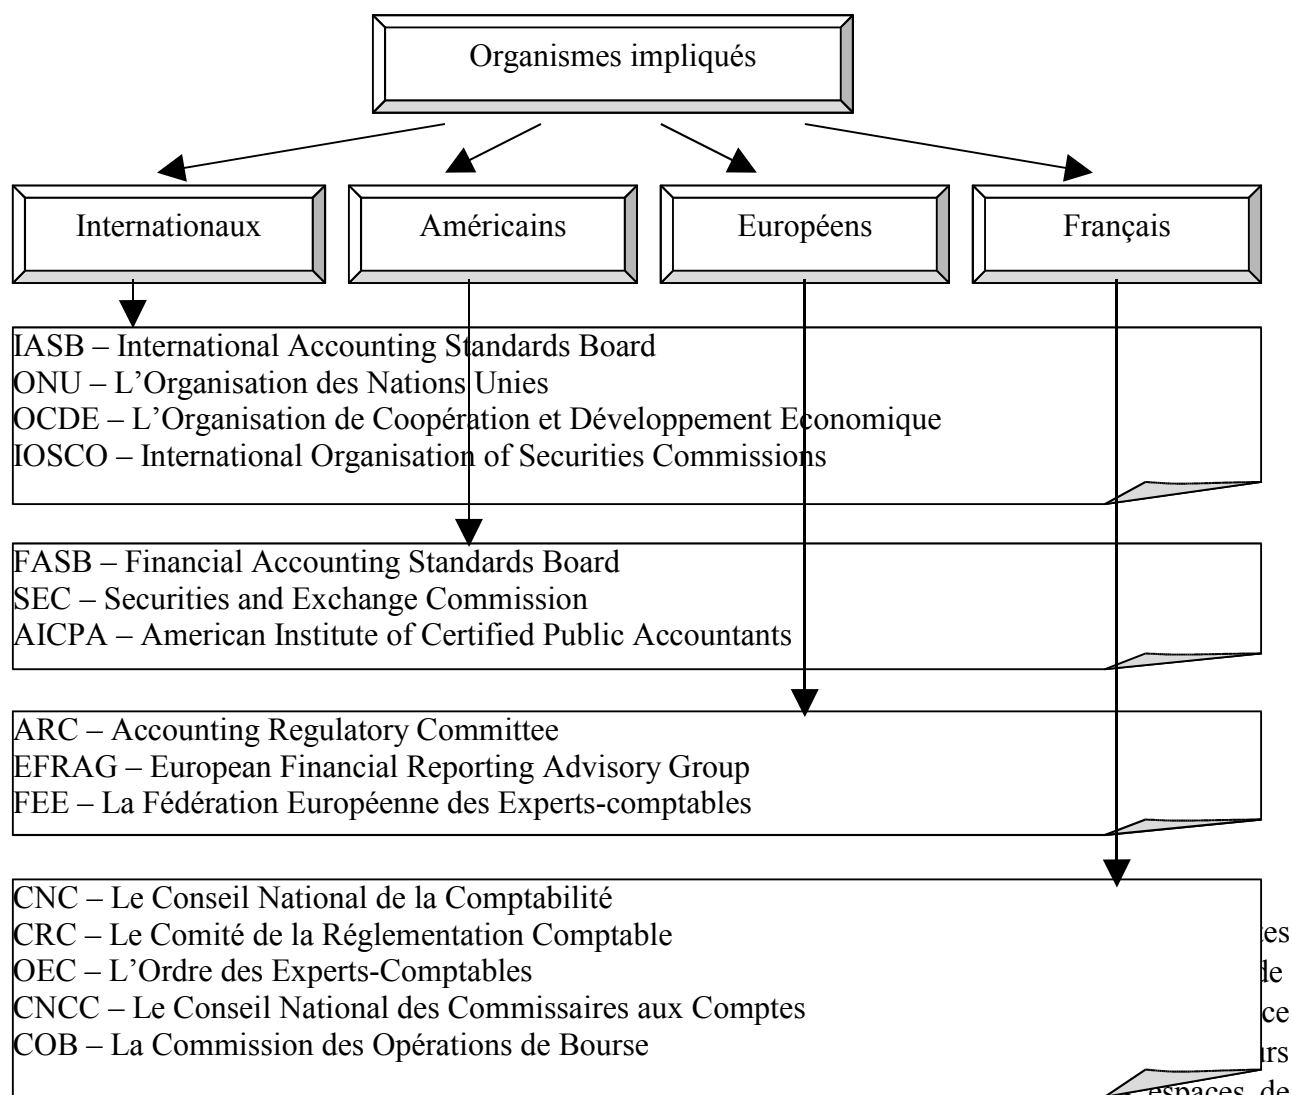 Organismes impliqués
Internationaux
Américains
Européens
Français
IASB – International Accounting Standards Board
ONU – L’Organisation des Nations Unies
OCDE – L’Organisation de Coopération et Développement Economique
IOSCO – International Organisation of Securities Commissions
FASB – Financial Accounting Standards Board
SEC – Securities and Exchange Commission
AICPA – American Institute of Certified Public Accountants
ARC – Accounting Regulatory Committee
EFRAG – European Financial Reporting Advisory Group
FEE – La Fédération Européenne des Experts-comptables
CNC – Le Conseil National de la Comptabilité
CRC – Le Comité de la Réglementation Comptable
OEC – L’Ordre des Experts-Comptables
CNCC – Le Conseil National des Commissaires aux Comptes
COB – La Commission des Opérations de Bourse
espaces de